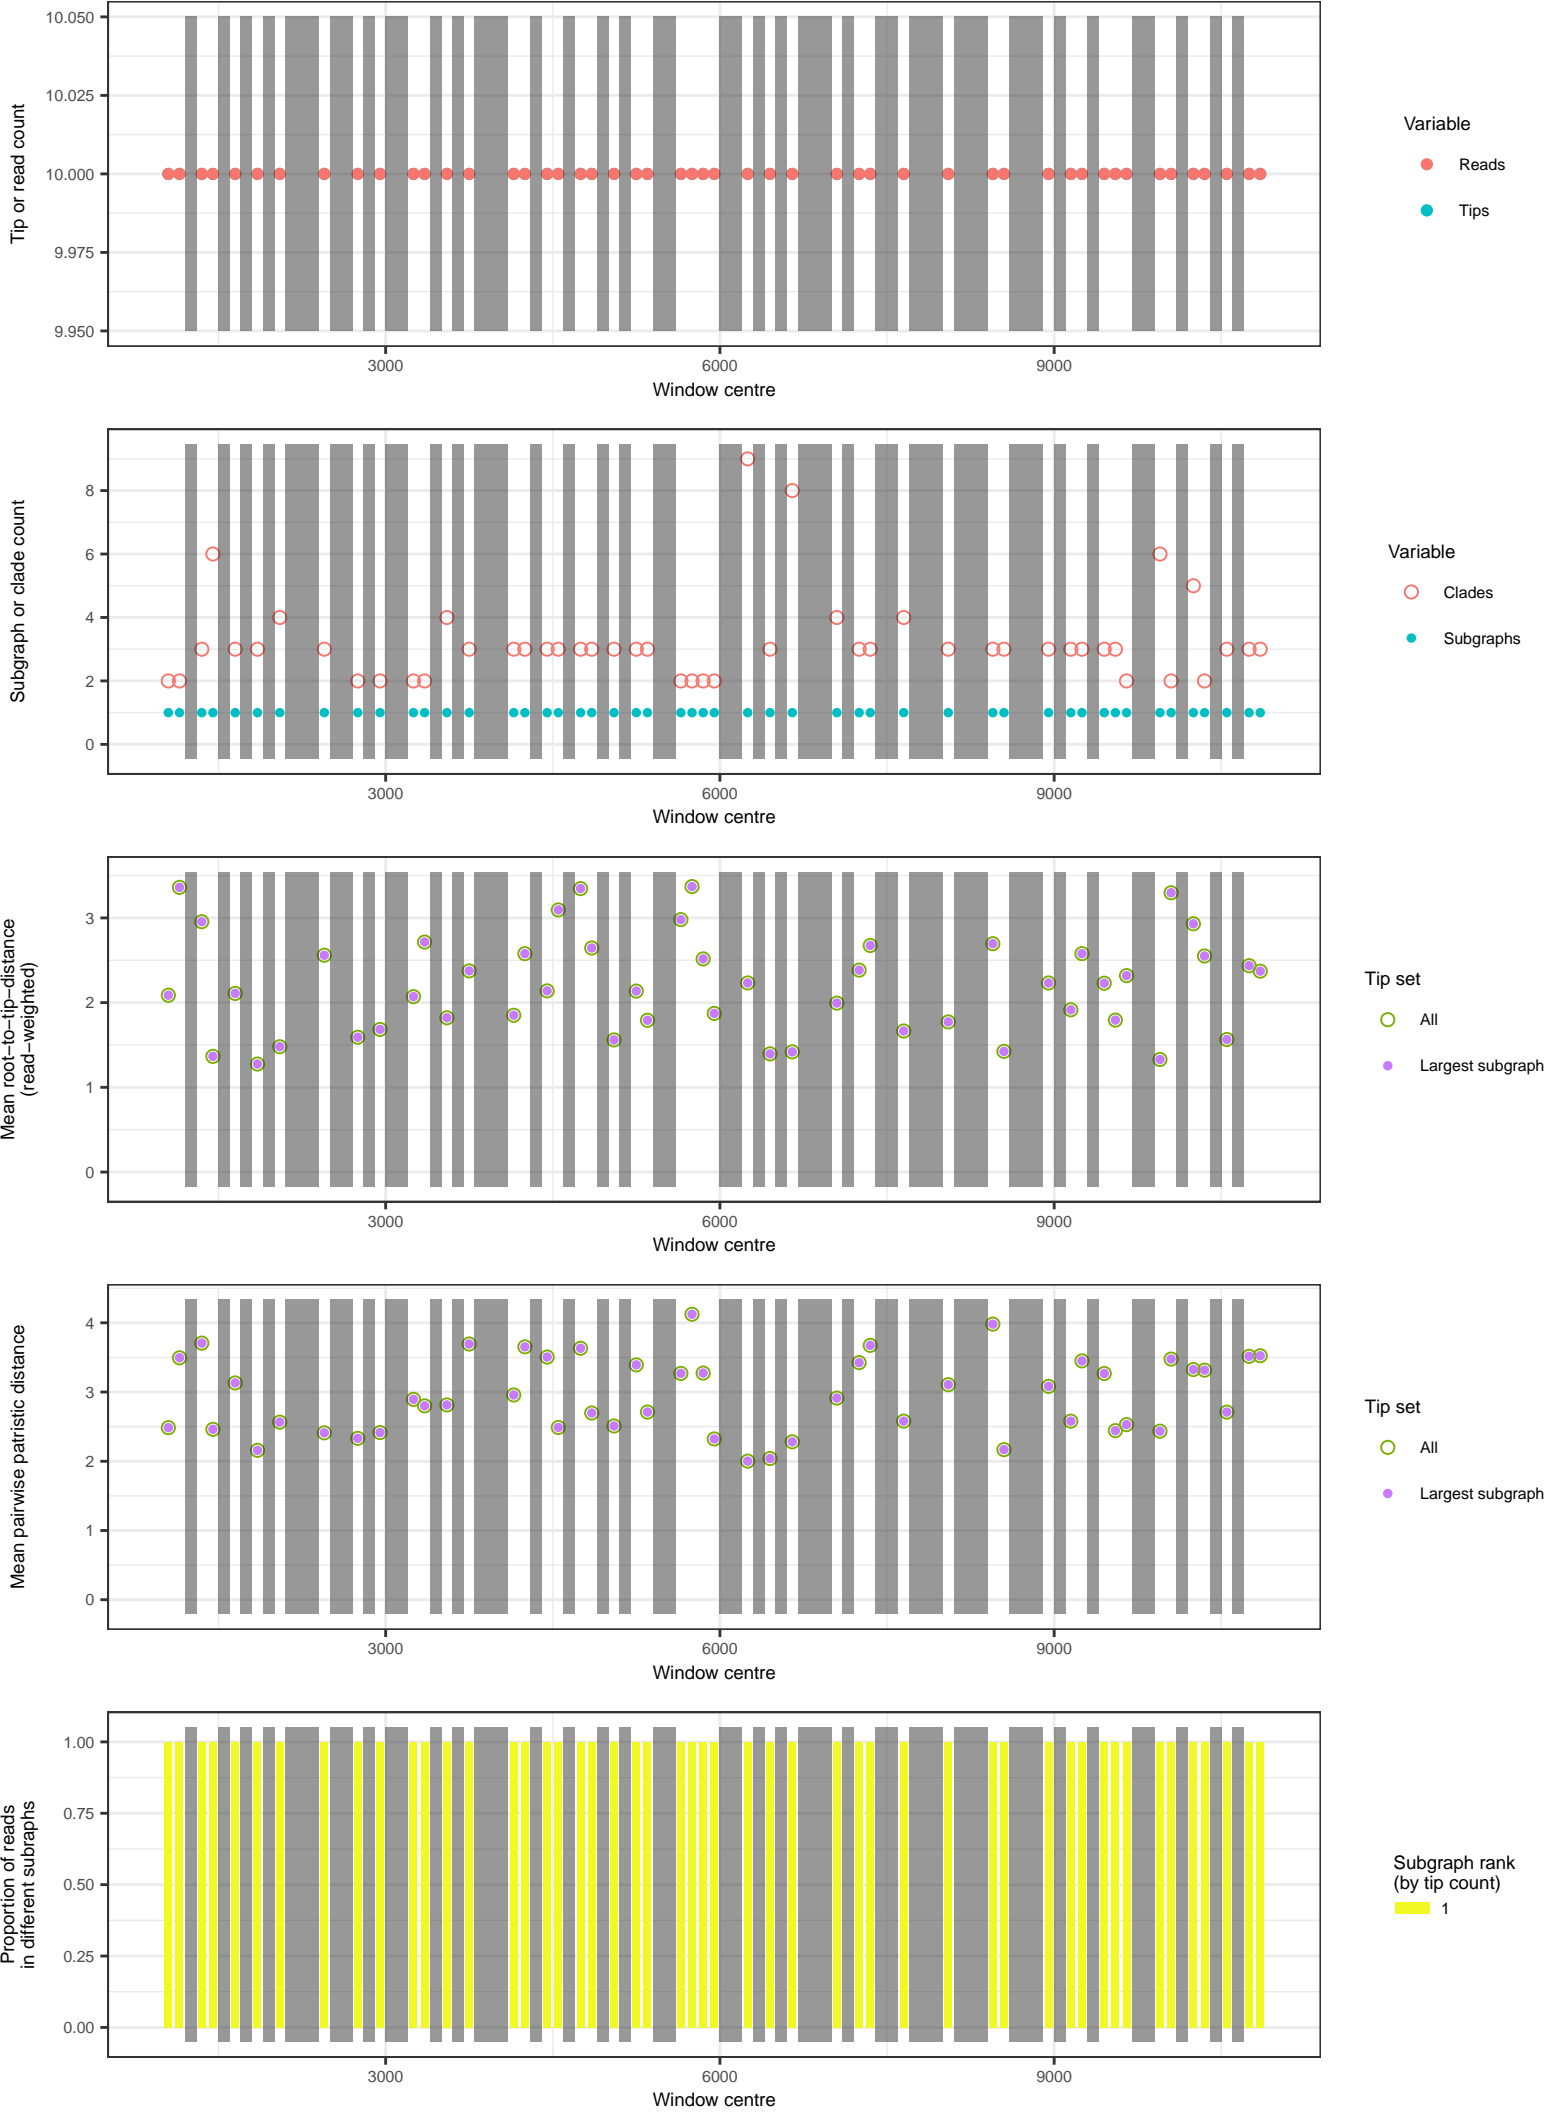 10.050
10.025
10.000
9.975
9.950
Tip or read count
3000
6000
9000
Window centre
Variable
Reads
Tips
8
6
4
2
0
Subgraph or clade count
3000
6000
9000
Window centre
Variable
Clades
Subgraphs
3
2
1
0
Mean root−to−tip−distance
(read−weighted)
3000
6000
9000
Window centre
Tip set
All
Largest subgraph
4
3
2
1
0
Mean pairwise patristic distance
3000
6000
9000
Window centre
Tip set
All
Largest subgraph
1.00
0.75
0.50
0.25
0.00
Proportion of reads
in different subraphs
3000
6000
9000
Window centre
Subgraph rank
(by tip count)
1